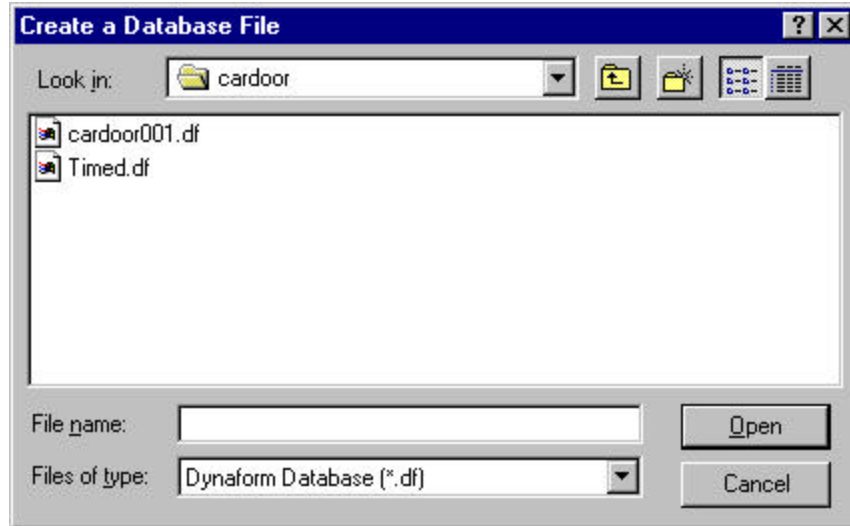 Create a Database File
Look in: cardoor
cardoor001.df
Timed.df
File name: Open
Files of type: Dynaform Database (*.df) Cancel